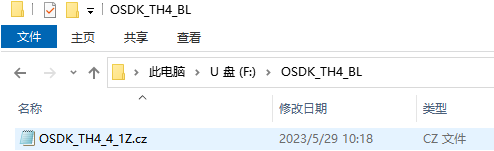 OSDK_TH4_BL
文件 主页 共享 查看
此电脑 U 盘 (F:) OSDK_TH4_BL
名称 修改日期 类型
OSDK_TH4_4_1Z.cz 2023/5/29 10:18 CZ 文件